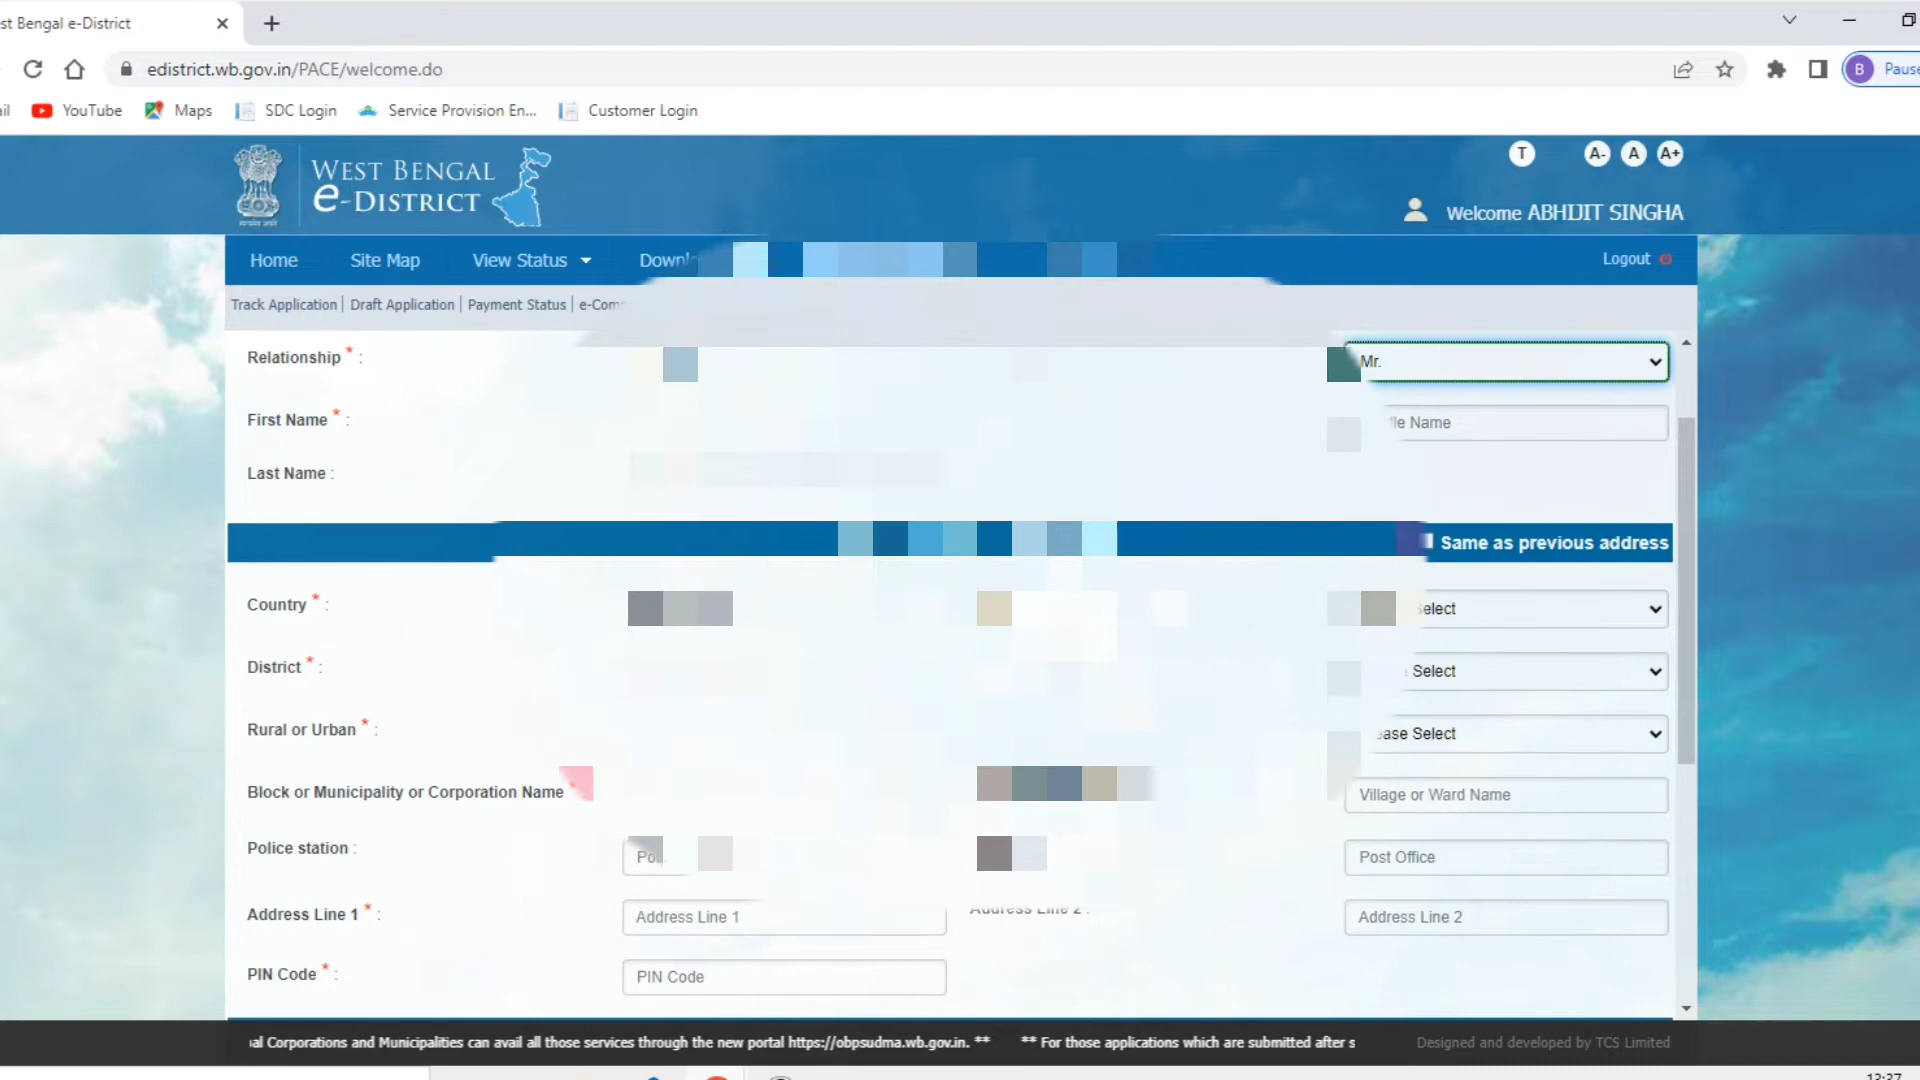 st Bengal e-District
edistrict.wb.gov.in/PACE/welcome.do
B Pause
il YouTube Maps SDC Login Service Provision En... Customer Login
T A- A A+
WEST BENGAL
e-DISTRICT
Welcome ABHIJIT SINGHA
Home Site Map View Status Downl Logout
Track Application | Draft Application | Payment Status | e-Com
Relationship * : Mr.
First Name * : le Name
Last Name :
Same as previous address
Country * : Select
District * : Select
Rural or Urban * : ase Select
Block or Municipality or Corporation Name Village or Ward Name
Police station : Poli Post Office
Address Line 1 * : Address Line 1 Address Line 2 : Address Line 2
PIN Code * : PIN Code
al Corporations and Municipalities can avail all those services through the new portal https://obpsudma.wb.gov.in. ** ** For those applications which are submitted after s Designed and developed by TCS Limited